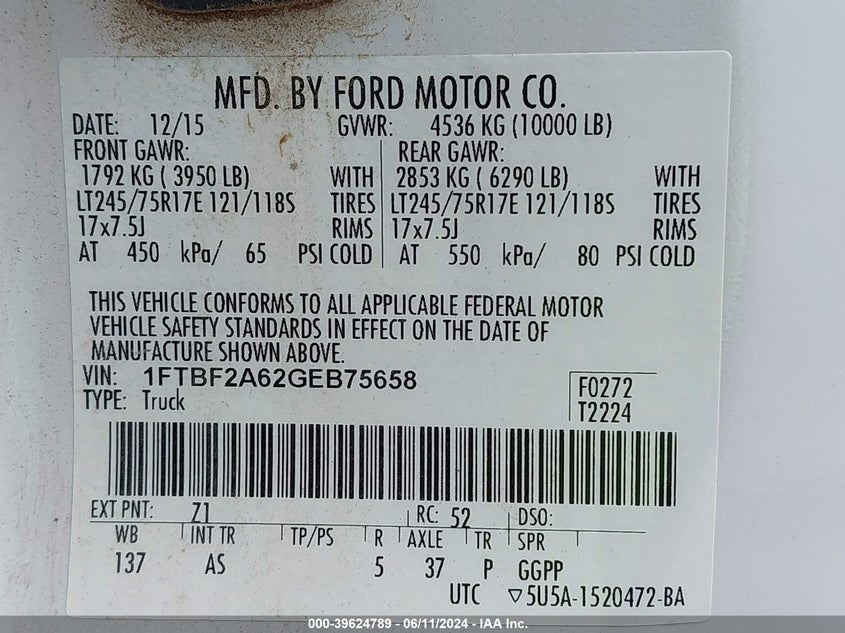 MFD. BY FORD MOTOR CO.
DATE: 12/15 GVWR: 4536 KG (10000 LB)
FRONT GAWR: REAR GAWR:
1792 KG ( 3950 LB) WITH 2853 KG ( 6290 LB) WITH
LT245/75R17E 121/118S TIRES LT245/75R17E 121/118S TIRES
17x7.5J RIMS 17x7.5J RIMS
AT 450 kPa/ 65 PSI COLD AT 550 kPa/ 80 PSI COLD
THIS VEHICLE CONFORMS TO ALL APPLICABLE FEDERAL MOTOR
VEHICLE SAFETY STANDARDS IN EFFECT ON THE DATE OF
MANUFACTURE SHOWN ABOVE.
VIN: 1FTBF2A62GEB75658 F0272
TYPE: Truck T2224
EXT PNT: Z1 RC: 52 DSO:
WB INT TR TP/PS R AXLE TR SPR
137 AS 5 37 P GGPP
UTC ▽5U5A-1520472-BA
000-39624789 - 06/11/2024 - IAAI.com